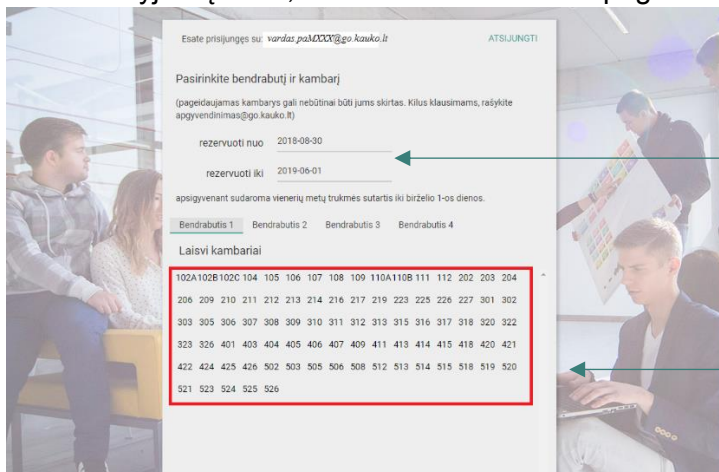 Esate prisijungęs su: vardas.paMXXX@go.kauko.lt ATSIJUNGTI
Pasirinkite bendrabutį ir kambarį
(pageidaujamas kambarys gali nebūtinai būti jums skirtas. Kilus klausimams, rašykite
apgyvendinimas@go.kauko.lt)
rezervuoti nuo 2018-08-30
rezervuoti iki 2019-06-01
apsigyvenant sudaroma vienerių metų trukmės sutartis iki birželio 1-os dienos.
Bendrabutis 1 Bendrabutis 2 Bendrabutis 3 Bendrabutis 4
Laisvi kambariai
102A 102B 102C 104 105 106 107 108 109 110A 110B 111 112 202 203 204
206 209 210 211 212 213 214 216 217 219 223 225 226 227 301 302
303 305 306 307 308 309 310 311 312 313 315 316 317 318 320 322
323 326 401 403 404 405 406 407 409 411 413 414 415 418 420 421
422 424 425 426 502 503 505 506 508 512 513 514 515 518 519 520
521 523 524 525 526